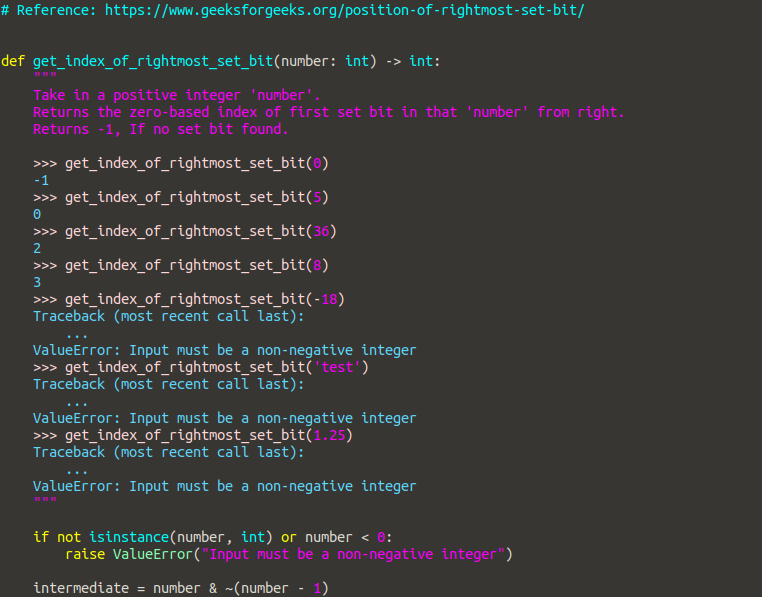 # Reference: https://www.geeksforgeeks.org/position-of-rightmost-set-bit/
def get_index_of_rightmost_set_bit(number: int) -> int:
    """
    Take in a positive integer 'number'.
    Returns the zero-based index of first set bit in that 'number' from right.
    Returns -1, If no set bit found.
    >>> get_index_of_rightmost_set_bit(0)
    -1
    >>> get_index_of_rightmost_set_bit(5)
    0
    >>> get_index_of_rightmost_set_bit(36)
    2
    >>> get_index_of_rightmost_set_bit(8)
    3
    >>> get_index_of_rightmost_set_bit(-18)
    Traceback (most recent call last):
        ...
    ValueError: Input must be a non-negative integer
    >>> get_index_of_rightmost_set_bit('test')
    Traceback (most recent call last):
        ...
    ValueError: Input must be a non-negative integer
    >>> get_index_of_rightmost_set_bit(1.25)
    Traceback (most recent call last):
        ...
    ValueError: Input must be a non-negative integer
    """
    if not isinstance(number, int) or number < 0:
        raise ValueError("Input must be a non-negative integer")
    intermediate = number & ~(number - 1)